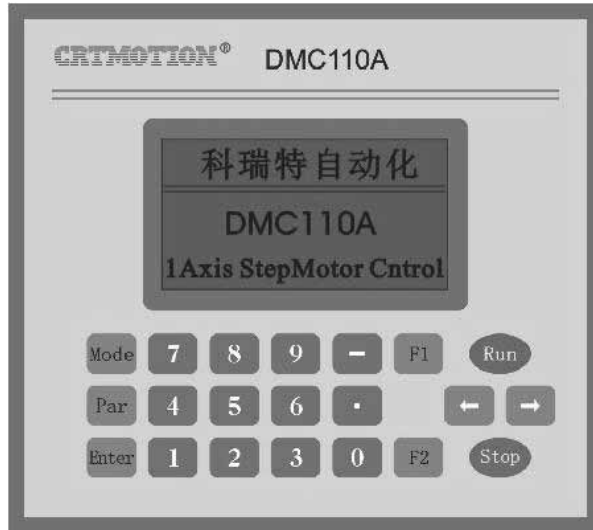 CRTMOTION® DMC110A
科瑞特自动化
DMC110A
1Axis StepMotor Cntrol
Mode 7 8 9 - F1 Run
Par 4 5 6 . ← →
Enter 1 2 3 0 F2 Stop